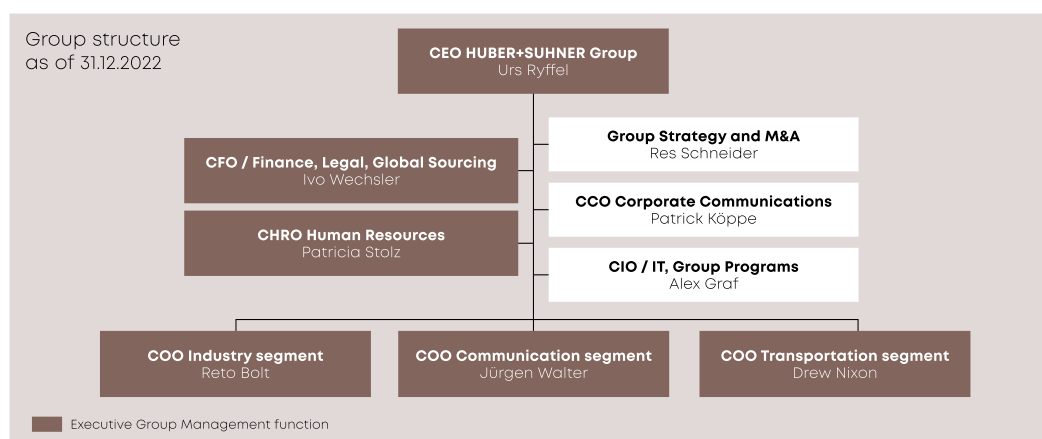 Group structure
as of 31.12.2022
CEO HUBER+SUHNER Group
Urs Ryffel
Group Strategy and M&A
Res Schneider
CFO / Finance, Legal, Global Sourcing
Ivo Wechsler
CCO Corporate Communications
Patrick Köppe
CHRO Human Resources
Patricia Stolz
CIO / IT, Group Programs
Alex Graf
COO Industry segment
Reto Bolt
COO Communication segment
Jürgen Walter
COO Transportation segment
Drew Nixon
Executive Group Management function